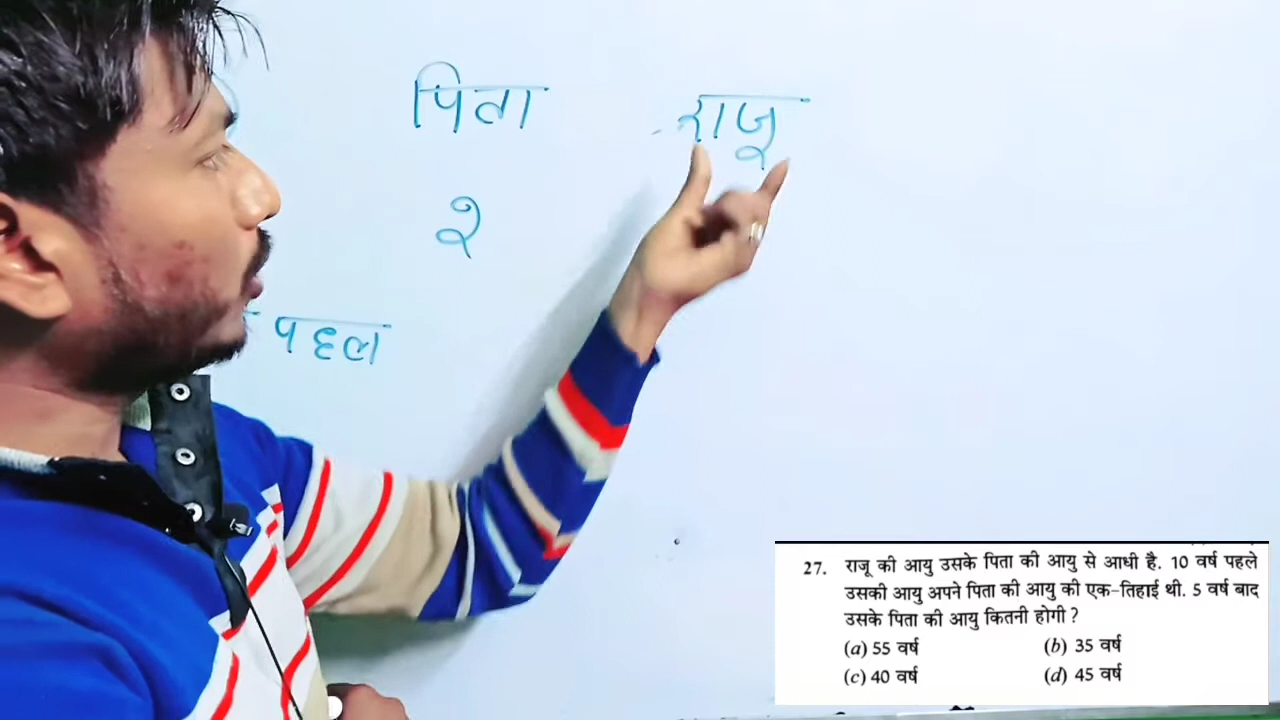 पिता राजू
२
पहल
27. राजू की आयु उसके पिता की आयु से आधी है. 10 वर्ष पहले
उसकी आयु अपने पिता की आयु की एक-तिहाई थी. 5 वर्ष बाद
उसके पिता की आयु कितनी होगी ?
(a) 55 वर्ष (b) 35 वर्ष
(c) 40 वर्ष (d) 45 वर्ष